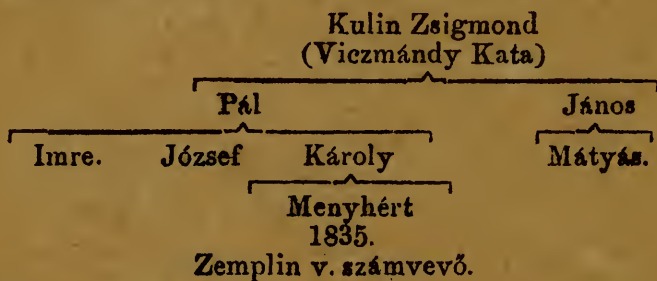 Kulin Zsigmond
(Viczmándy Kata)
Pál János
Imre. József Károly Mátyás.
Menyhért
1835.
Zemplin v. számvevő.